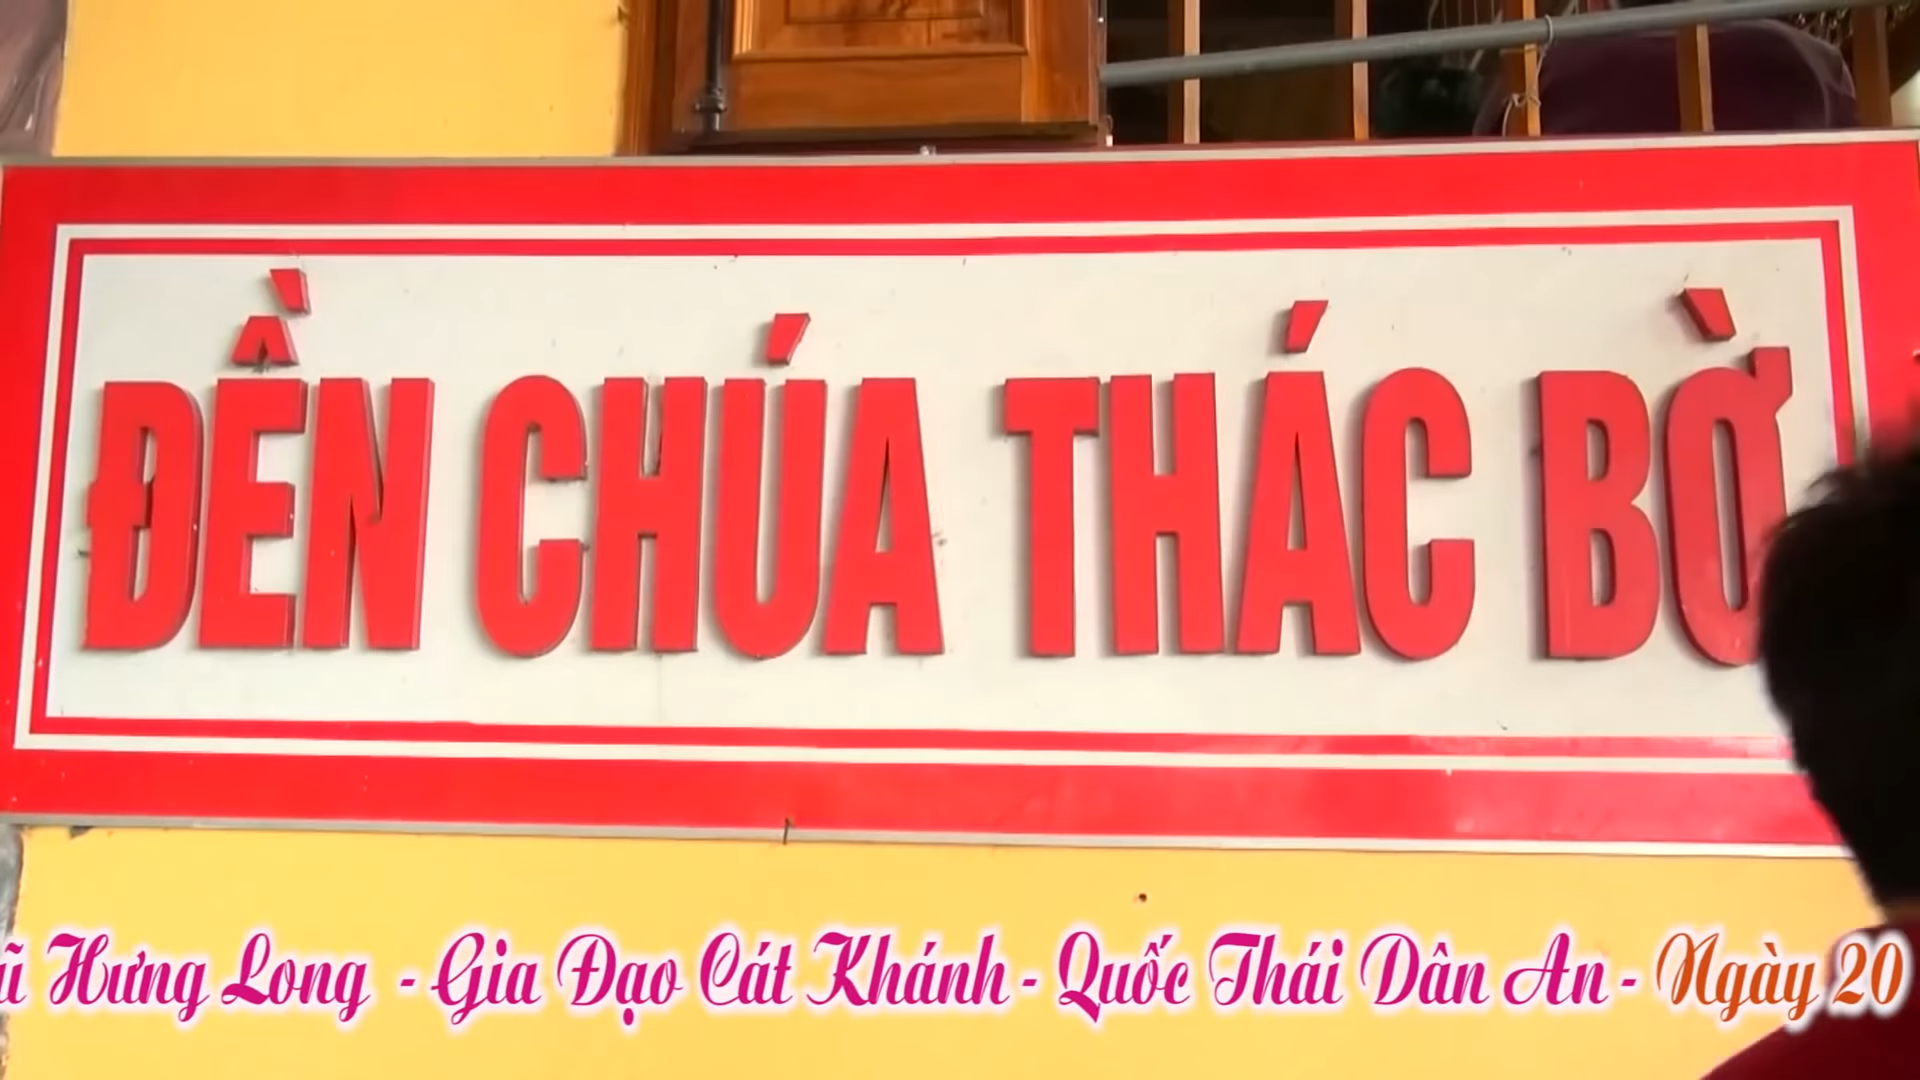 ĐỀN CHÚA THÁC BỜ
Hưng Long - Gia Đạo Cát Khánh - Quốc Thái Dân An - Ngày 20